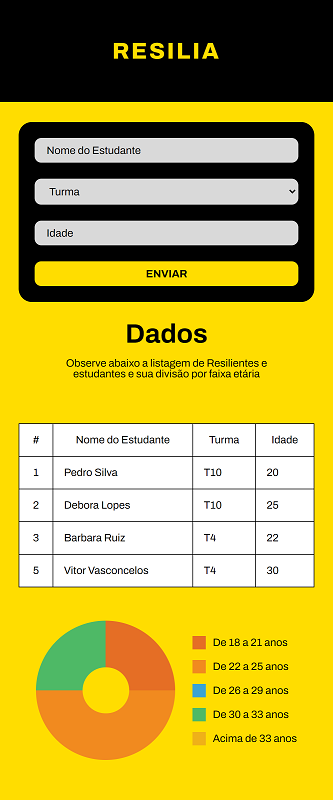 RESILIA
Nome do Estudante
Turma
Idade
ENVIAR
Dados
Observe abaixo a listagem de Resilientes e
estudantes e sua divisão por faixa etária
# Nome do Estudante Turma Idade
1 Pedro Silva T10 20
2 Debora Lopes T10 25
3 Barbara Ruiz T4 22
5 Vitor Vasconcelos T4 30
De 18 a 21 anos
De 22 a 25 anos
De 26 a 29 anos
De 30 a 33 anos
Acima de 33 anos